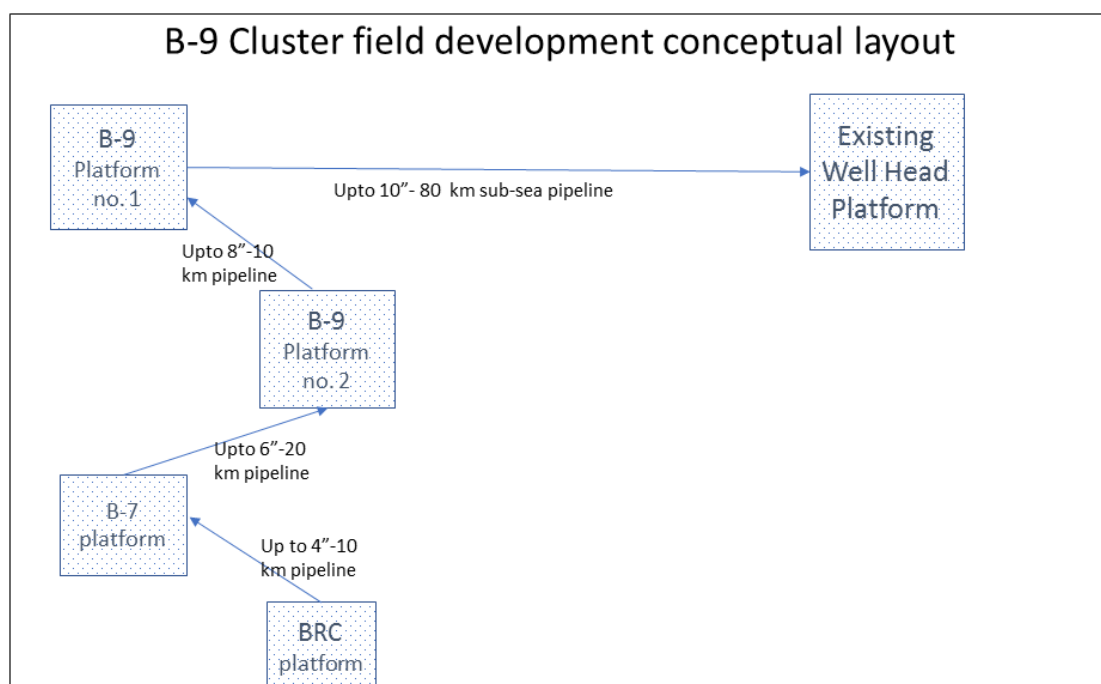 B-9 Cluster field development conceptual layout
B-9
Platform
no. 1
Existing
Well Head
Platform
Upto 10”- 80  km sub-sea pipeline
Upto 8”-10
km pipeline
B-9
Platform
no. 2
Upto 6”-20
km pipeline
B-7
platform
Up to 4”-10
km pipeline
BRC
platform